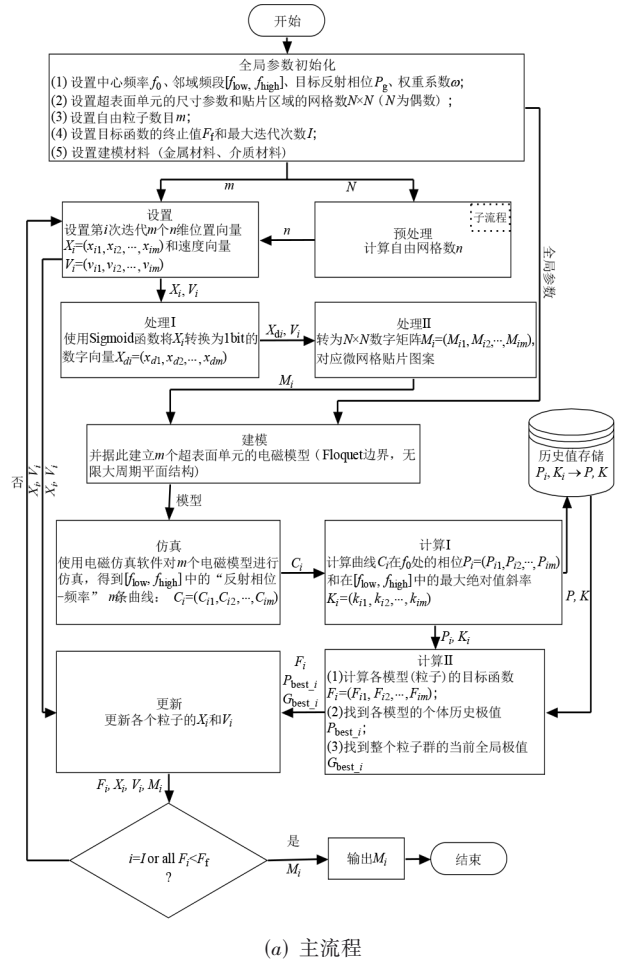 开始
全局参数初始化
(1) 设置中心频率f0、邻域频段[flow, fhigh]、目标反射相位Pg、权重系数ω;
(2) 设置超表面单元的尺寸参数和贴片区域的网格数N×N（N为偶数）;
(3) 设置自由粒子数目m;
(4) 设置目标函数的终止值Ff和最大迭代次数I;
(5) 设置建模材料（金属材料、介质材料）
m
N
设置
设置第i次迭代m个n维位置向量
Xi=(xi1, xi2,···, xim)和速度向量
Vi=(vi1, vi2,···, vim)
n
子流程
预处理
计算自由网格数n
全局参数
Xi, Vi
处理I
使用Sigmoid函数将Xi转换为1bit的
数字向量Xdi=(xd1, xd2,···, xdm)
Xdi, Vi
处理II
转为N×N数字矩阵Mi=(Mi1, Mi2,···, Mim),
对应微网格贴片图案
Mi
建模
并据此建立m个超表面单元的电磁模型（Floquet边界，无
限大周期平面结构）
历史值存储
Pi, Ki→P, K
否
Xi, Vi
Xi, Vi
模型
仿真
使用电磁仿真软件对m个电磁模型进行
仿真，得到[flow, fhigh]中的“反射相位
-频率” m条曲线： Ci=(Ci1,Ci2,···,Cim)
Ci
计算I
计算曲线Ci在f0处的相位Pi=(Pi1,Pi2,···,Pim)
和在[flow, fhigh]中的最大绝对值斜率
Ki=(ki1, ki2,···, kim)
P, K
Pi, Ki
计算II
(1)计算各模型(粒子)的目标函数
Fi=(Fi1, Fi2,···,Fim);
(2)找到各模型的个体历史极值
Pbest_i;
(3)找到整个粒子群的当前全局极值
Gbest_i
Fi
Pbest_i
Gbest_i
更新
更新各个粒子的Xi和Vi
Fi, Xi, Vi, Mi
i=I or all Fi<Ff
?
是
Mi
输出Mi
结束
(a) 主流程